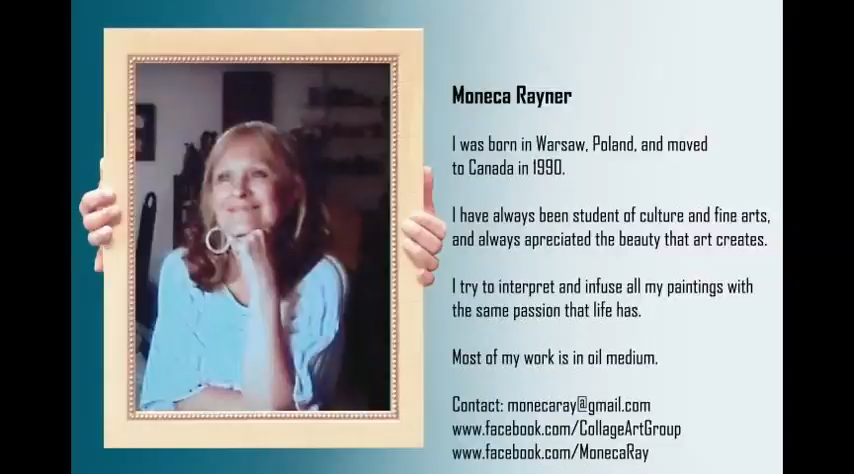 Moneca Rayner
I was born in Warsaw, Poland, and moved
to Canada in 1990.
I have always been student of culture and fine arts,
and always apreciated the beauty that art creates.
I try to interpret and infuse all my paintings with
the same passion that life has.
Most of my work is in oil medium.
Contact: monecaray@gmail.com
www.facebook.com/CollageArtGroup
www.facebook.com/MonecaRay